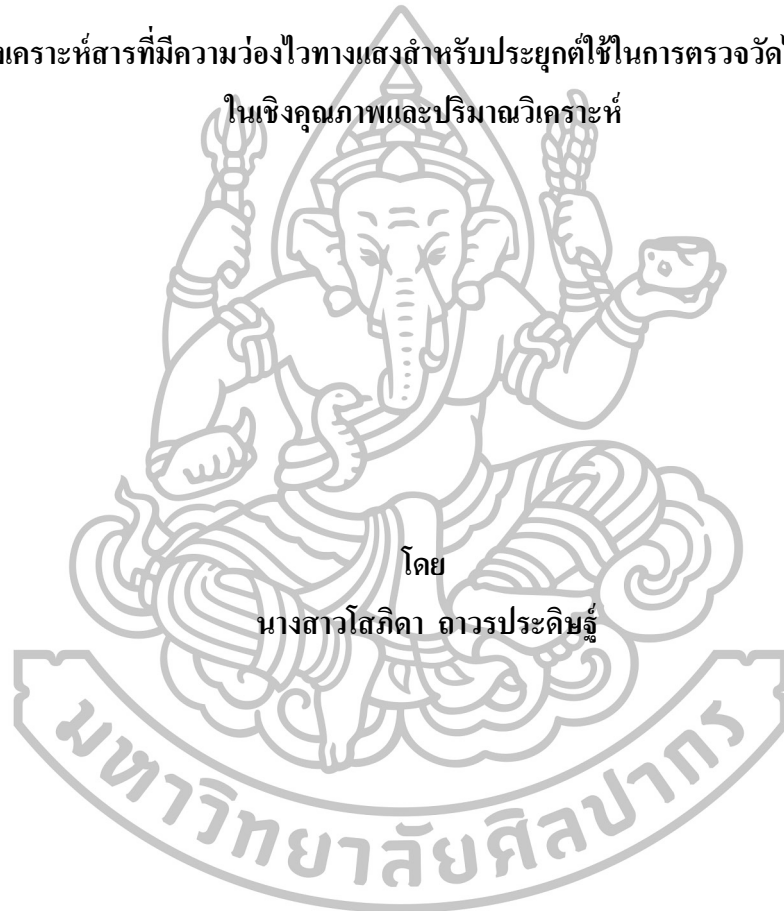 เคราะห์สารที่มีความว่องไวทางแสงสำหรับประยุกต์ใช้ในการตรวจวัด
ในเชิงคุณภาพและปริมาณวิเคราะห์
โดย
นางสาวโสภิดา ถาวรประดิษฐ์
มหาวิทยาลัยศิลปากร